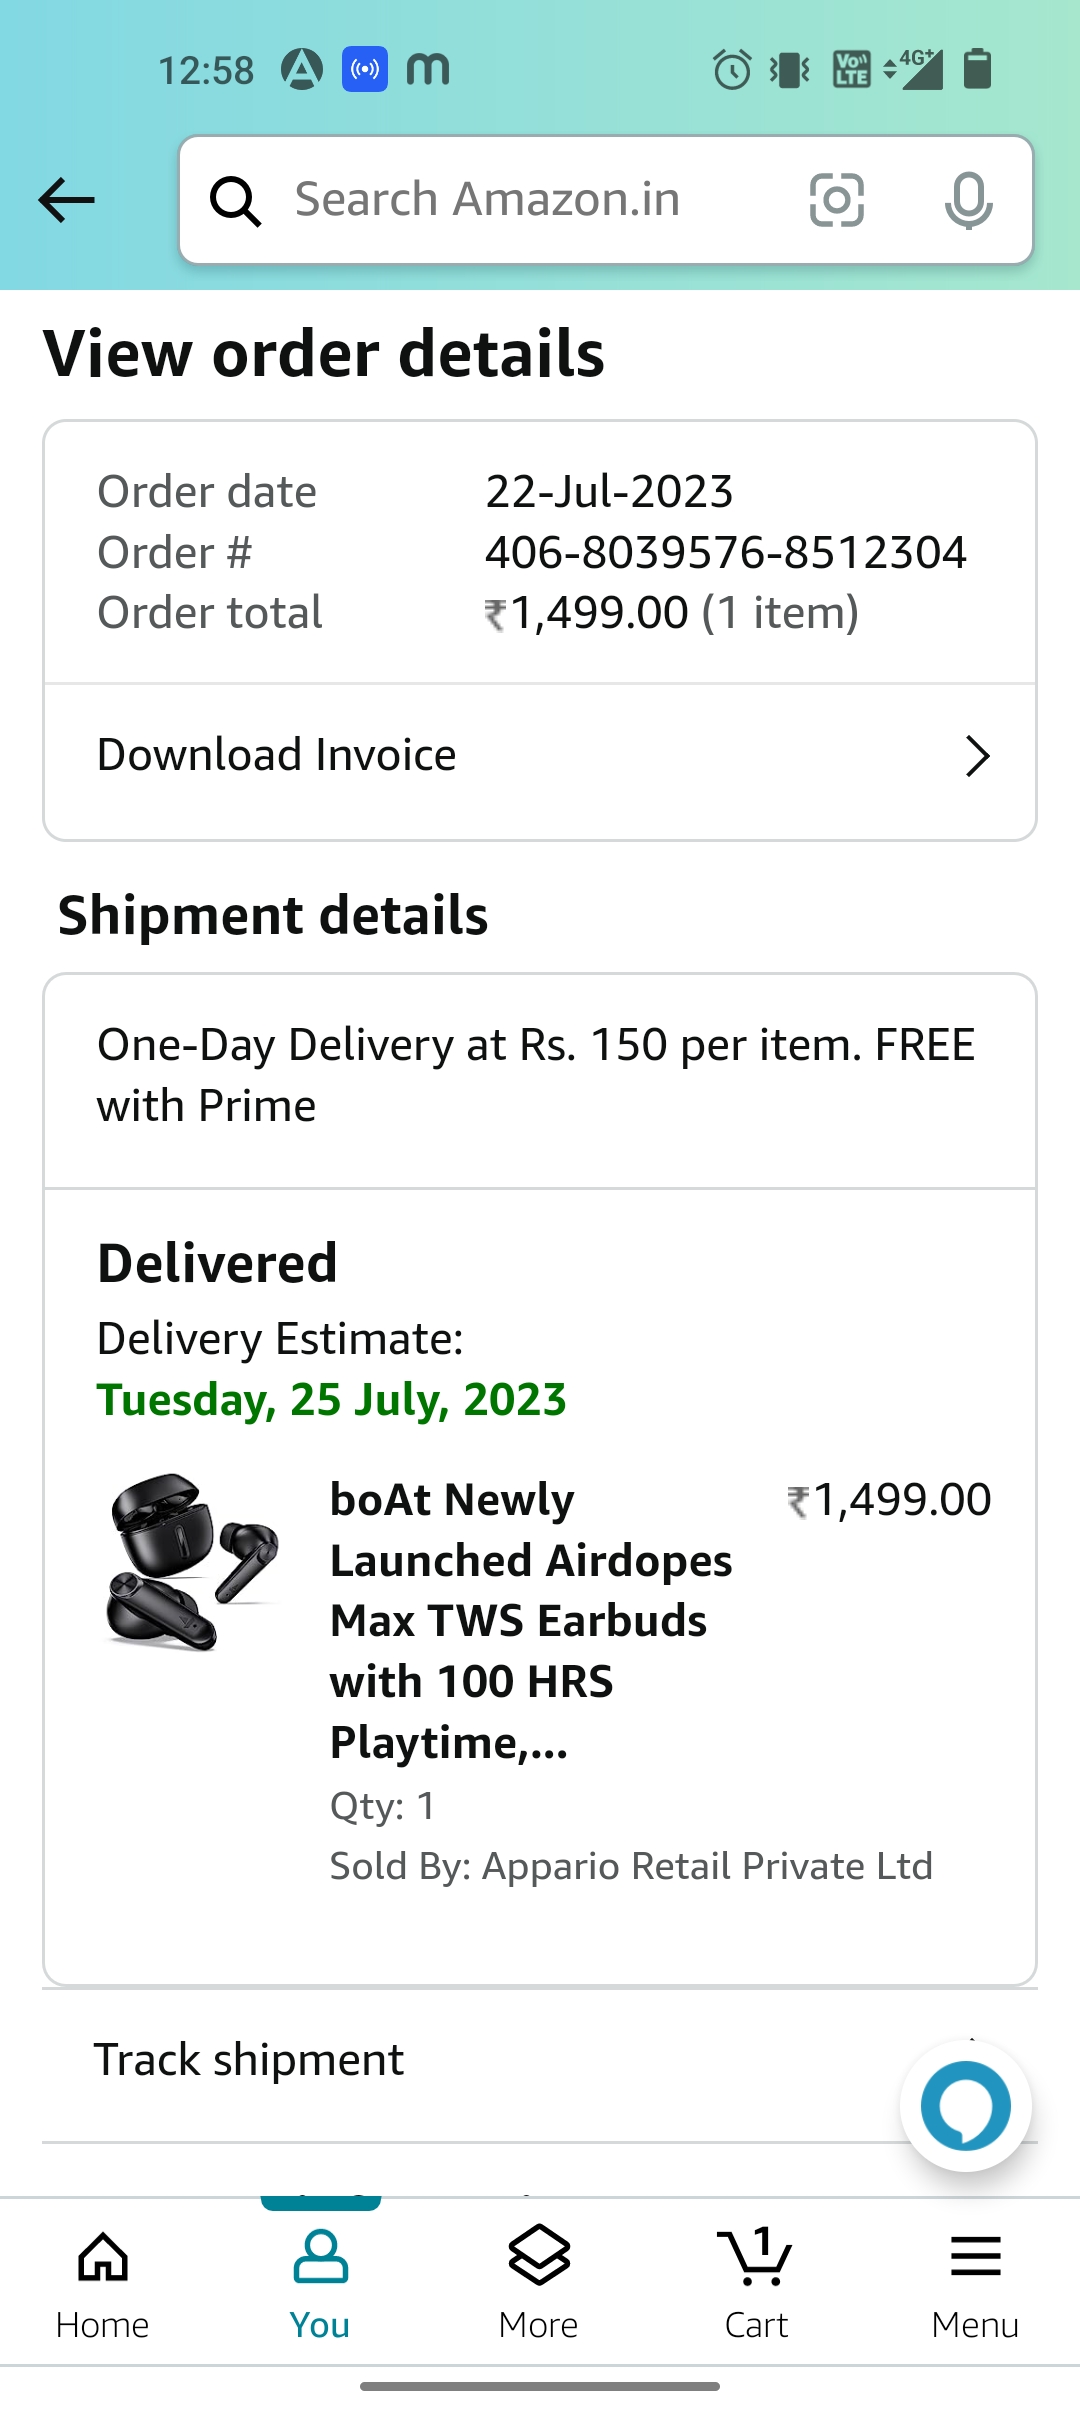 12:58
VoLTE 4G+
Search Amazon.in
View order details
Order date 22-Jul-2023
Order # 406-8039576-8512304
Order total ₹1,499.00 (1 item)
Download Invoice
Shipment details
One-Day Delivery at Rs. 150 per item. FREE
with Prime
Delivered
Delivery Estimate:
Tuesday, 25 July, 2023
boAt Newly ₹1,499.00
Launched Airdopes
Max TWS Earbuds
with 100 HRS
Playtime,...
Qty: 1
Sold By: Appario Retail Private Ltd
Track shipment
1
Home You More Cart Menu